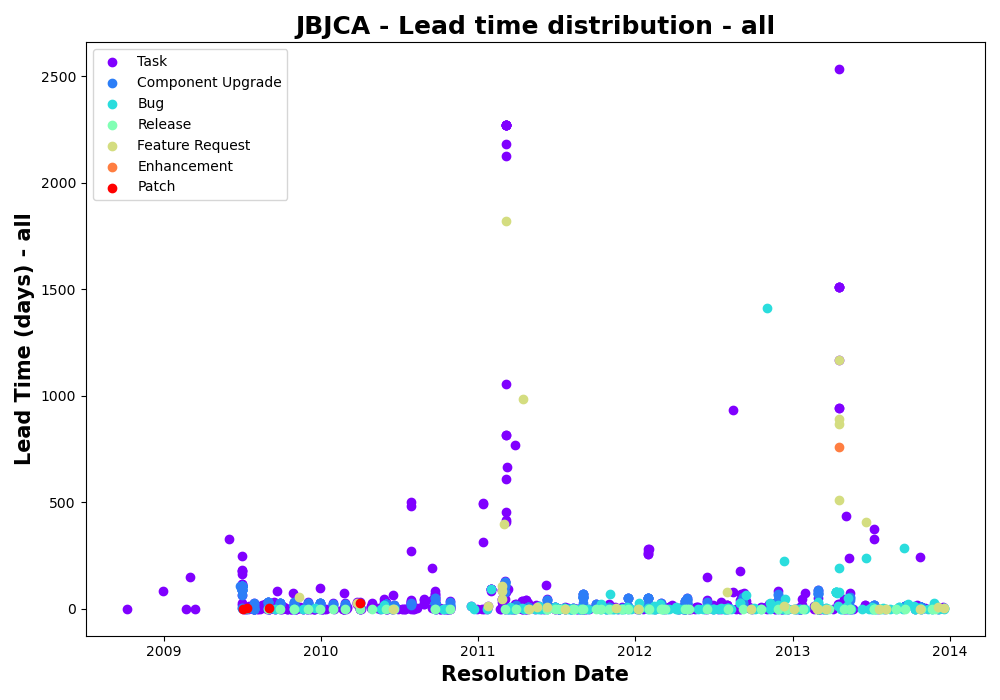 JBJCA - Lead time distribution - all
Task
Component Upgrade
Bug
Release
Feature Request
Enhancement
Patch
Lead Time (days) - all
2500
2000
1500
1000
500
0
2009 2010 2011 2012 2013 2014
Resolution Date